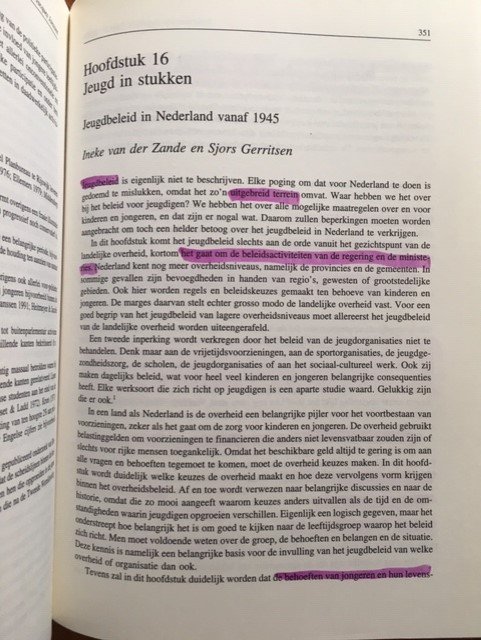 351
Hoofdstuk 16
Jeugd in stukken
Jeugdbeleid in Nederland vanaf 1945
Ineke van der Zande en Sjors Gerritsen
Jeugdbeleid is eigenlijk niet te beschrijven. Elke poging om dat voor Nederland te doen is
gedoemd te mislukken, omdat het zo'n uitgebreid terrein omvat. Waar hebben we het over
bij het beleid voor jeugdigen? We hebben het over alle mogelijke maatregelen over en voor
kinderen en jongeren, en dat zijn er nogal wat. Daarom zullen beperkingen moeten worden
aangebracht om toch een helder betoog over het jeugdbeleid in Nederland te verkrijgen.
In dit hoofdstuk komt het jeugdbeleid slechts aan de orde vanuit het gezichtspunt van de
landelijke overheid, kortom het gaat om de beleidsactiviteiten van de regering en de ministe-
ries. Nederland kent nog meer overheidsniveaus, namelijk de provincies en de gemeenten. In
sommige gevallen zijn bevoegdheden in handen van regio's, gewesten of grootstedelijke
gebieden. Ook hier worden regels en beleidskeuzes gemaakt ten behoeve van kinderen en
jongeren. De marges daarvan stelt echter grosso modo de landelijke overheid vast. Voor een
goed begrip van het jeugdbeleid van lagere overheidsniveaus moet allereerst het jeugdbeleid
van de landelijke overheid worden uiteengerafeld.
Een tweede inperking wordt verkregen door het beleid van de jeugdorganisaties niet te
behandelen. Denk maar aan de vrijetijdsvoorzieningen, aan de sportorganisaties, de jeugdge-
zondheidszorg, de scholen, de jeugdorganisaties of aan het sociaal-cultureel werk. Ook zij
maken dagelijks beleid, wat voor heel veel kinderen en jongeren belangrijke consequenties
heeft. Elke werksoort die zich richt op jeugdigen is een aparte studie waard. Gelukkig zijn
die er ook.¹
In een land als Nederland is de overheid een belangrijke pijler voor het voortbestaan van
voorzieningen, zeker als het gaat om de zorg voor kinderen en jongeren. De overheid gebruikt
belastinggelden om voorzieningen te financieren die anders niet levensvatbaar zouden zijn of
slechts voor rijke mensen toegankelijk. Omdat het beschikbare geld altijd te gering is om aan
alle vragen en behoeften tegemoet te komen, moet de overheid keuzes maken. In dit hoofd-
stuk wordt duidelijk welke keuzes de overheid maakt en hoe deze vervolgens vorm krijgen
binnen het overheidsbeleid. Af en toe wordt verwezen naar belangrijke discussies en naar de
historie, omdat die zo mooi aangeeft waarom keuzes anders uitvallen als de tijd en de om-
standigheden waarin jeugdigen opgroeien verschillen. Eigenlijk een logisch gegeven, maar het
onderstreept hoe belangrijk het is om goed te kijken naar de leeftijdsgroep waarop het beleid
zich richt. Men moet voldoende weten over de groep, de behoeften en belangen en de situatie.
Deze kennis is namelijk een belangrijke basis voor de invulling van het jeugdbeleid van welke
overheid of organisatie dan ook.
Tevens zal in dit hoofdstuk duidelijk worden dat de behoeften van jongeren en hun levens-